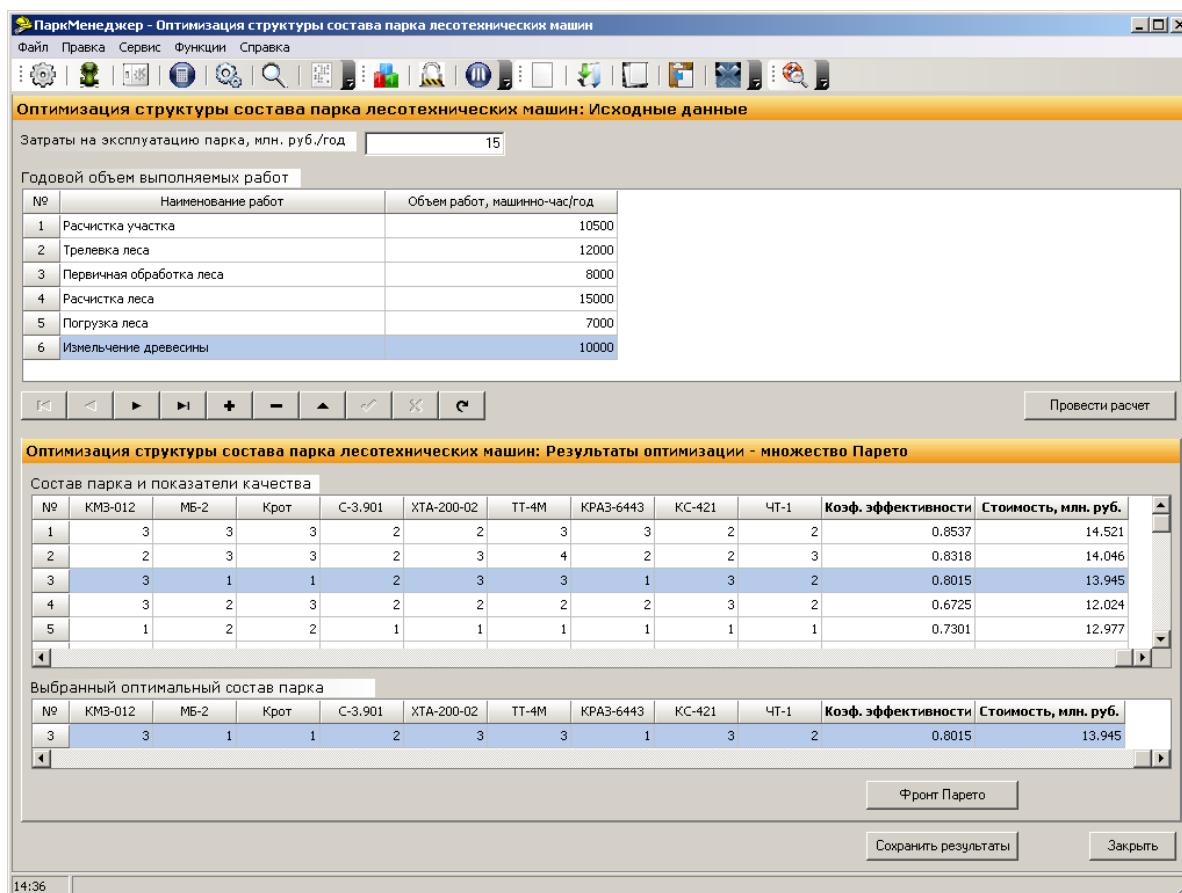 ПаркМенеджер - Оптимизация структуры состава парка лесотехнических машин
Файл Правка Сервис Функции Справка
Оптимизация структуры состава парка лесотехнических машин: Исходные данные
Затраты на эксплуатацию парка, млн. руб./год 15
Годовой объем выполняемых работ
№ Наименование работ Объем работ, машинно-час/год
1 Расчистка участка 10500
2 Трелевка леса 12000
3 Первичная обработка леса 8000
4 Расчистка леса 15000
5 Погрузка леса 7000
6 Измельчение древесины 10000
Провести расчет
Оптимизация структуры состава парка лесотехнических машин: Результаты оптимизации - множество Парето
Состав парка и показатели качества
№ КМЗ-012 МБ-2 Крот С-3.901 ХТА-200-02 ТТ-4М КРАЗ-6443 КС-421 ЧТ-1 Коэф. эффективности Стоимость, млн. руб.
1 3 3 3 2 2 3 3 2 2 0.8537 14.521
2 2 3 3 2 3 4 2 2 3 0.8318 14.046
3 3 1 1 2 3 3 1 3 2 0.8015 13.945
4 3 2 3 2 2 2 2 3 2 0.6725 12.024
5 1 2 2 1 1 1 1 1 1 0.7301 12.977
Выбранный оптимальный состав парка
№ КМЗ-012 МБ-2 Крот С-3.901 ХТА-200-02 ТТ-4М КРАЗ-6443 КС-421 ЧТ-1 Коэф. эффективности Стоимость, млн. руб.
3 3 1 1 2 3 3 1 3 2 0.8015 13.945
Фронт Парето
Сохранить результаты Закрыть
14:36